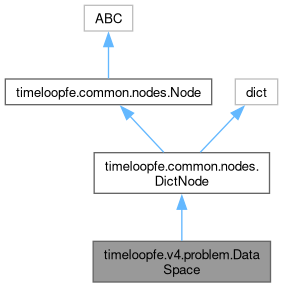 ABC
timeloopfe.common.nodes.Node
dict
timeloopfe.common.nodes.
DictNode
timeloopfe.v4.problem.Data
Space